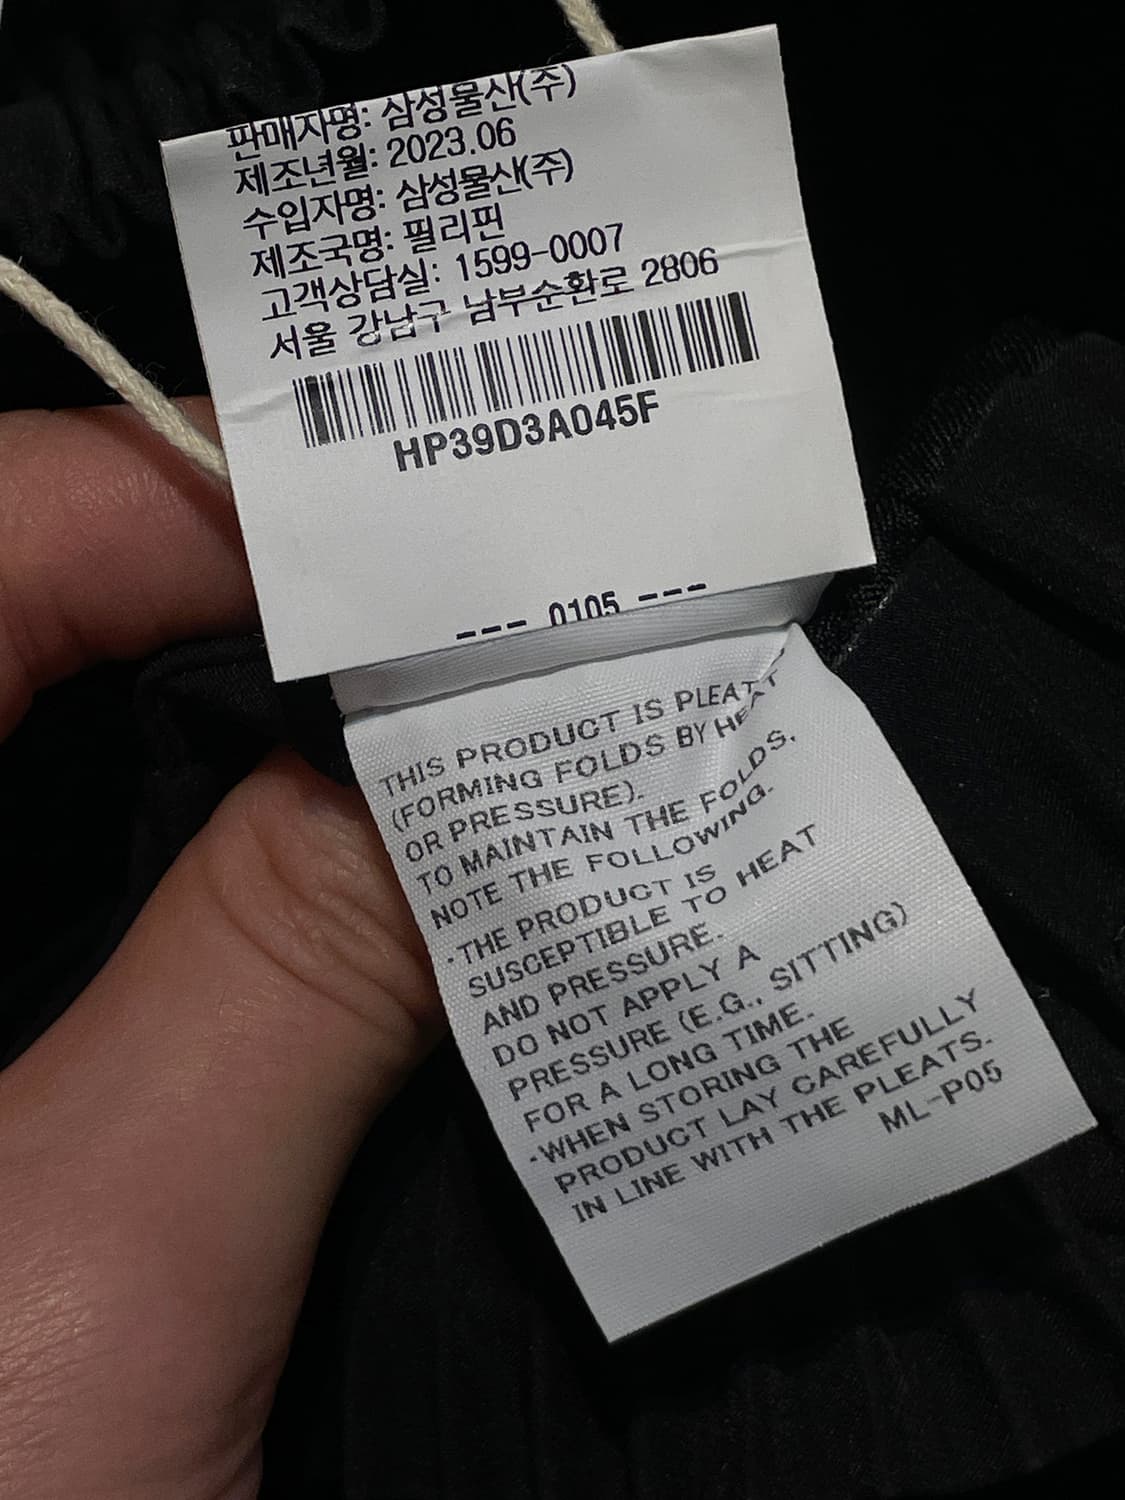 판매자명: 삼성물산(주)
제조년월: 2023.06
수입자명: 삼성물산(주)
제조국명: 필리핀
고객상담실: 1599-0007
서울 강남구 남부순환로 2806
HP39D3A045F
--- 0105 ---
THIS PRODUCT IS PLEAT
(FORMING FOLDS BY HEAT
OR PRESSURE).
TO MAINTAIN THE FOLDS,
NOTE THE FOLLOWING.
·THE PRODUCT IS
SUSCEPTIBLE TO HEAT
AND PRESSURE.
DO NOT APPLY A
PRESSURE (E.G., SITTING)
FOR A LONG TIME.
·WHEN STORING THE
PRODUCT LAY CAREFULLY
IN LINE WITH THE PLEATS.
ML-P05